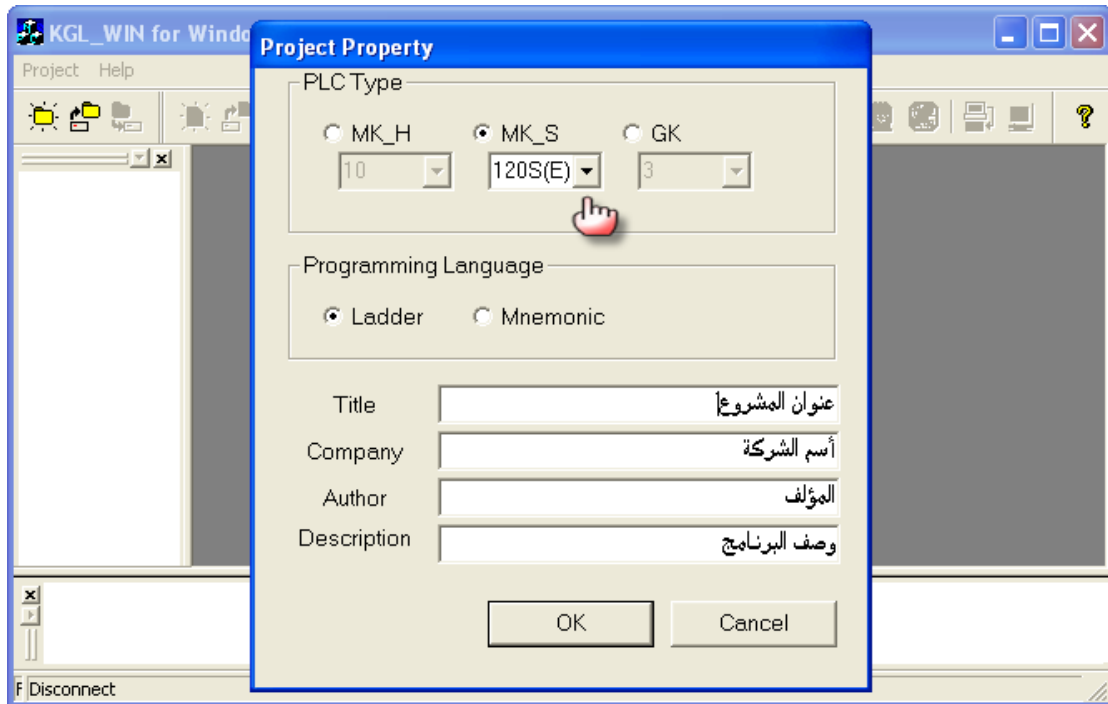 KGL_WIN for Windo
Project Help
Project Property
PLC Type
MK_H MK_S GK
10 120S(E) 3
Programming Language
Ladder Mnemonic
Title عنوان المشروع
Company أسم الشركة
Author المؤلف
Description وصف البرنامج
OK Cancel
F Disconnect